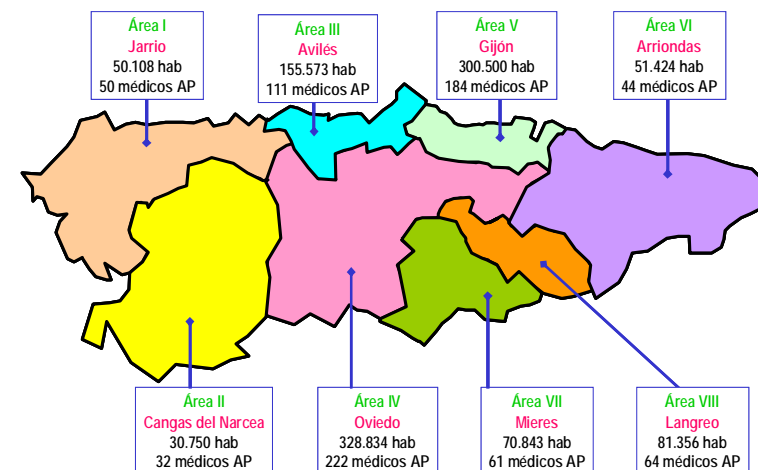 Área I
Jarrio
50.108 hab
50 médicos AP
Área III
Avilés
155.573 hab
111 médicos AP
Área V
Gijón
300.500 hab
184 médicos AP
Área VI
Arriondas
51.424 hab
44 médicos AP
Área II
Cangas del Narcea
30.750 hab
32 médicos AP
Área IV
Oviedo
328.834 hab
222 médicos AP
Área VII
Mieres
70.843 hab
61 médicos AP
Área VIII
Langreo
81.356 hab
64 médicos AP